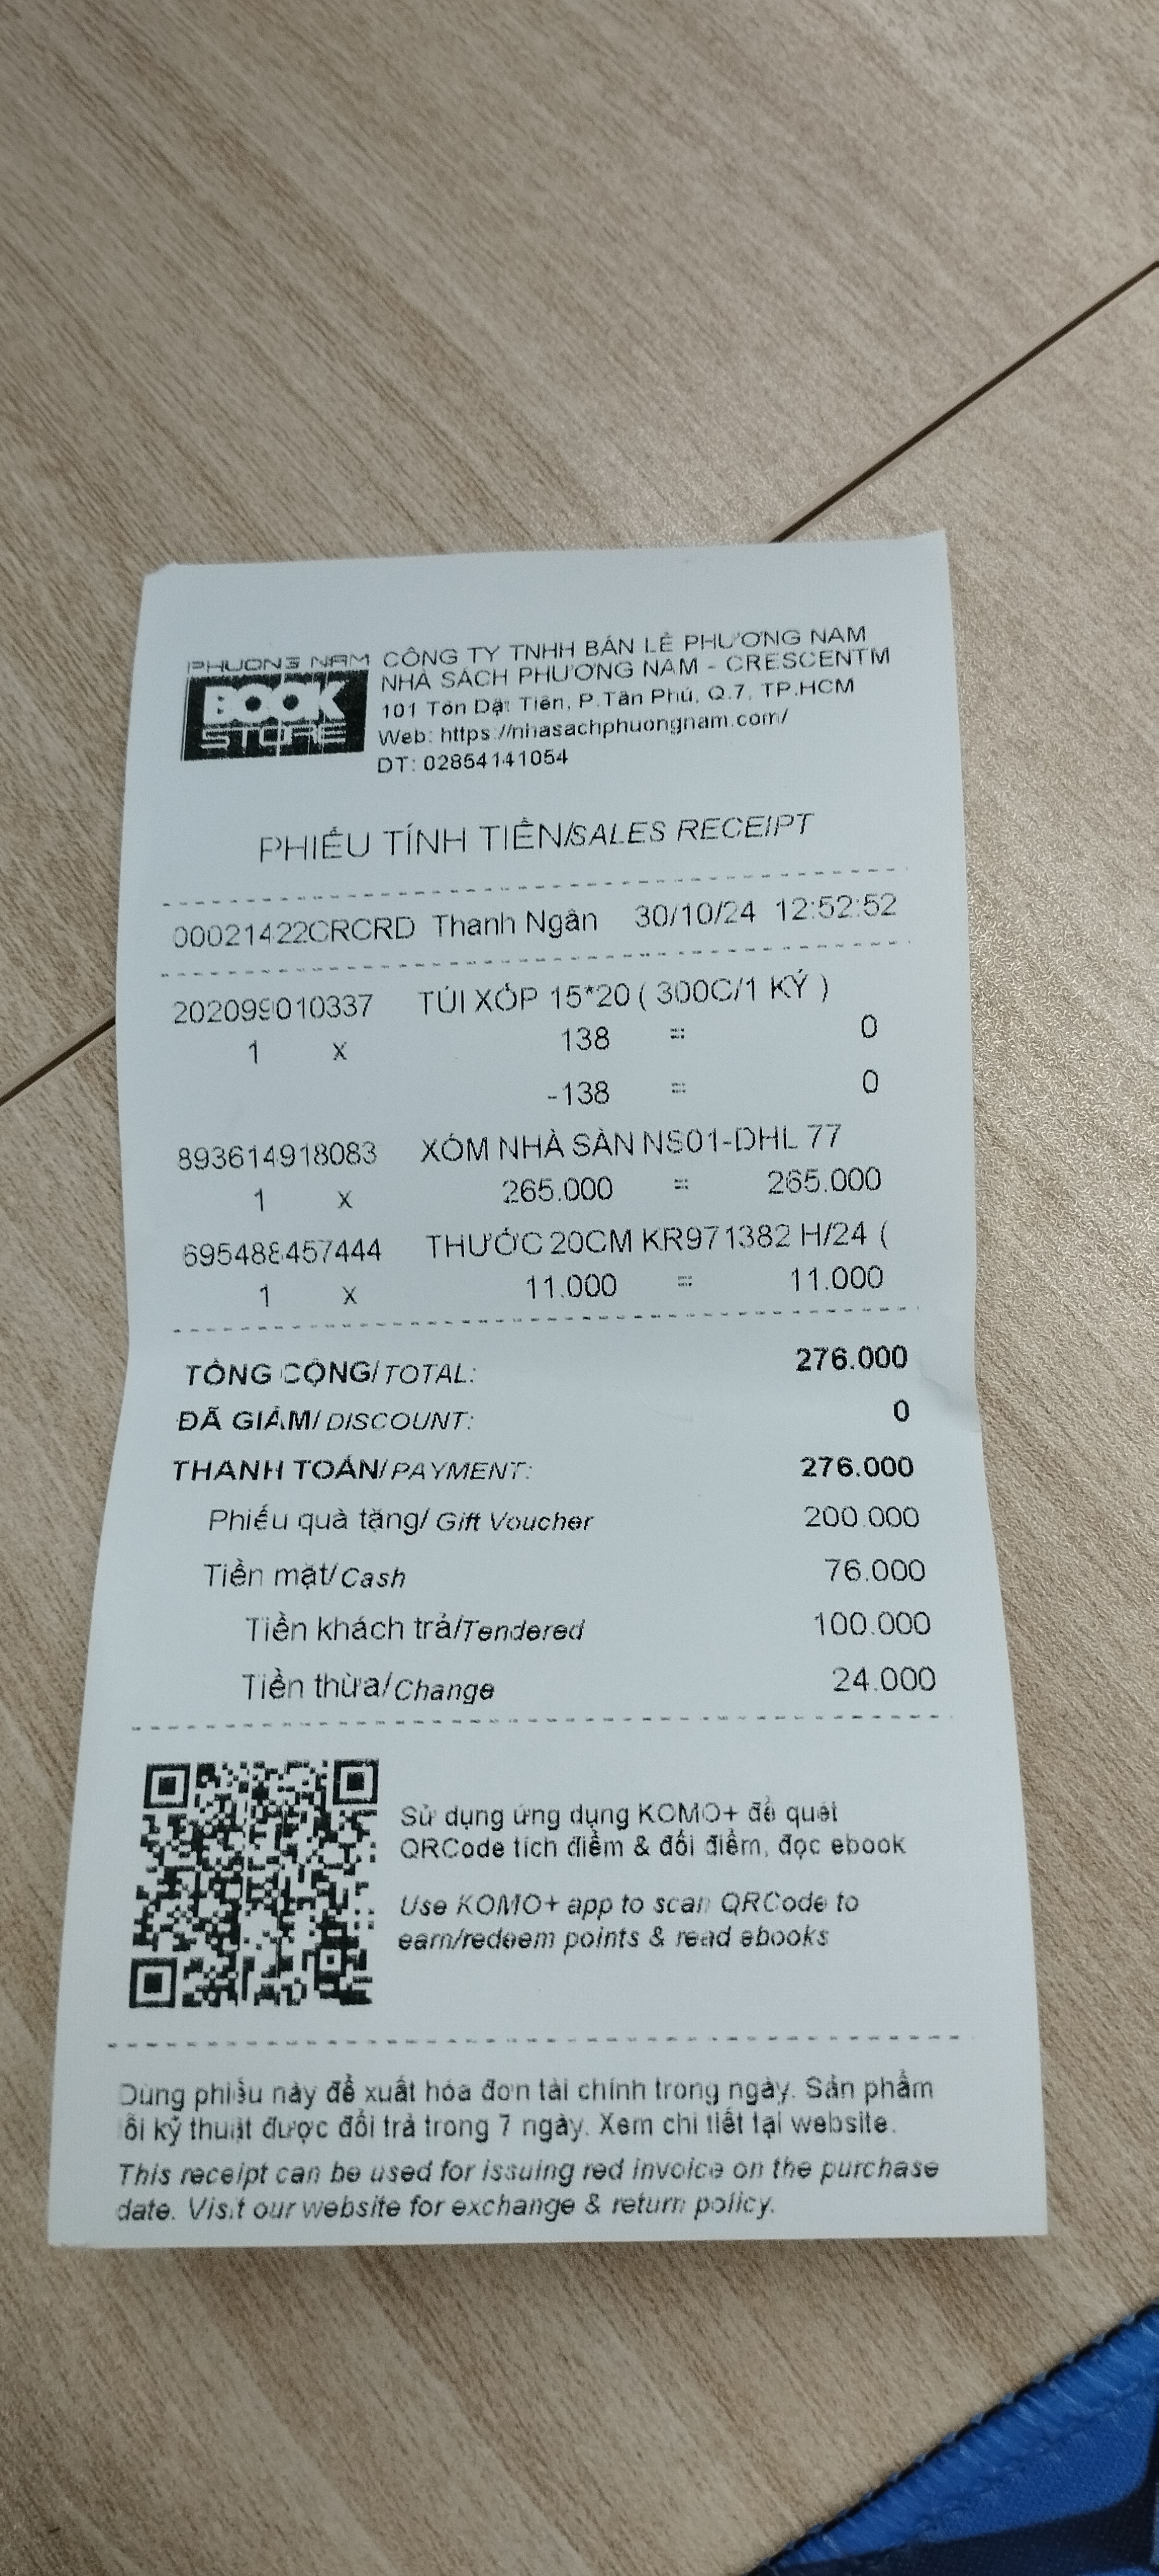 PHUONG NAM
BOOK
STORE
CÔNG TY TNHH BÁN LẺ PHƯƠNG NAM
NHÀ SÁCH PHƯƠNG NAM - CRESCENTM
101 Tôn Dật Tiên, P.Tân Phú, Q.7, TP.HCM
Web: https://nhasachphuongnam.com/
DT: 02854141054
PHIẾU TÍNH TIỀN/SALES RECEIPT
00021422CRCRD Thanh Ngân 30/10/24 12:52:52
202099010337 TÚI XỐP 15*20 ( 300C/1 KÝ )
1 x 138 = 0
-138 = 0
893614918083 XÓM NHÀ SÀN NS01-DHL 77
1 x 265.000 = 265.000
695488457444 THƯỚC 20CM KR971382 H/24 (
1 x 11.000 = 11.000
TỔNG CỘNG/TOTAL: 276.000
ĐÃ GIẢM/DISCOUNT: 0
THANH TOÁN/PAYMENT: 276.000
Phiếu quà tặng/ Gift Voucher 200.000
Tiền mặt/Cash 76.000
Tiền khách trả/Tendered 100.000
Tiền thừa/Change 24.000
Sử dụng ứng dụng KOMO+ để quét
QRCode tích điểm & đổi điểm, đọc ebook
Use KOMO+ app to scan QRCode to
earn/redeem points & read ebooks
Dùng phiếu này để xuất hóa đơn tài chính trong ngày. Sản phẩm
lỗi kỹ thuật được đổi trả trong 7 ngày. Xem chi tiết tại website.
This receipt can be used for issuing red invoice on the purchase
date. Visit our website for exchange & return policy.